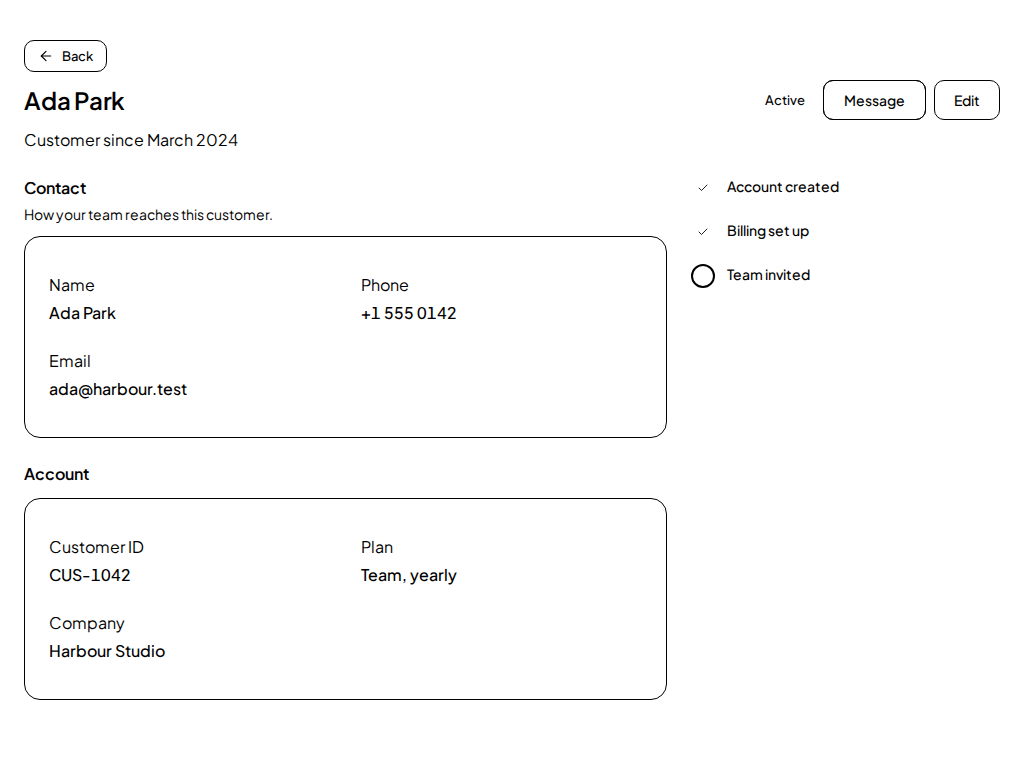 Back
Ada Park
Active
Message
Edit
Customer since March 2024
Contact
How your team reaches this customer.
Name
Ada Park
Phone
+1 555 0142
Email
ada@harbour.test
Account
Customer ID
CUS-1042
Plan
Team, yearly
Company
Harbour Studio
Account created
Billing set up
Team invited